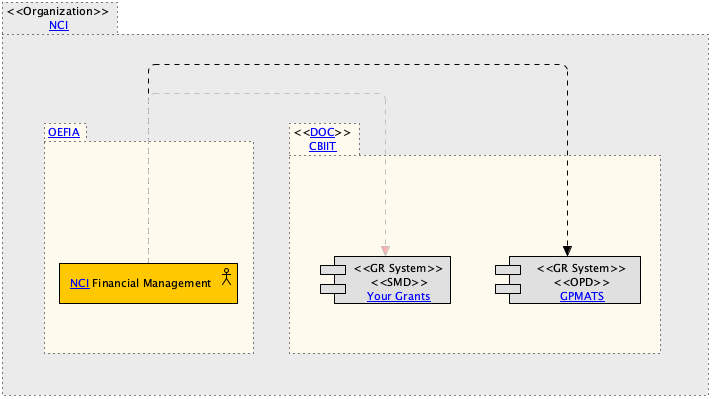 <<Organization>>
NCI
OEFIA
<<DOC>>
CBIIT
NCI Financial Management
<<GR System>>
<<SMD>>
Your Grants
<<GR System>>
<<OPD>>
GPMATS